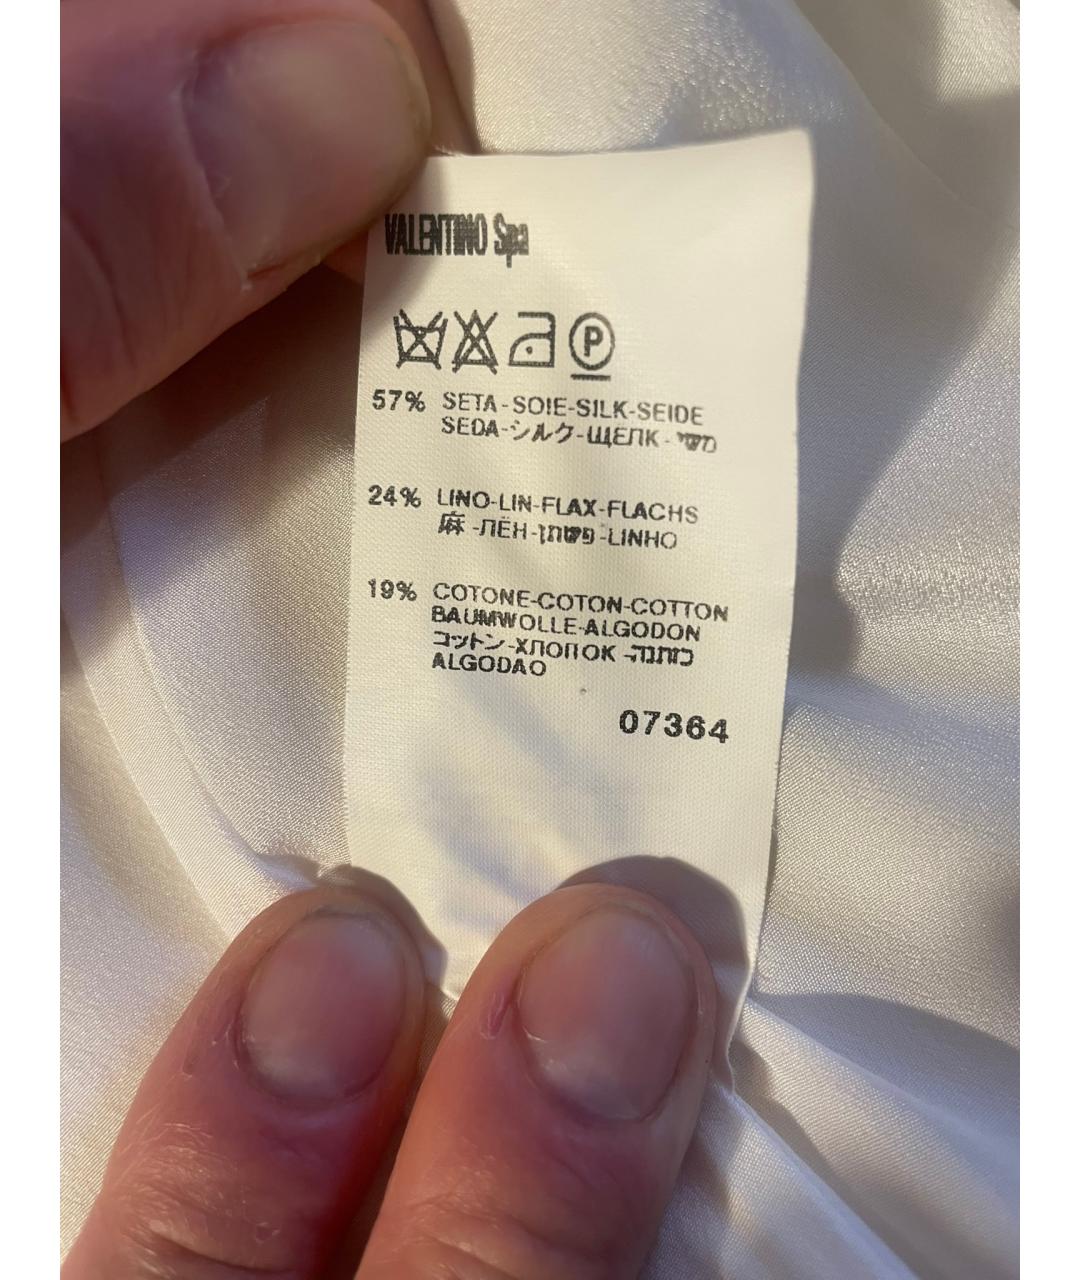 VALENTINO Spa
P
57% SETA-SOIE-SILK-SEIDE
SEDA-シルク-ЩЕЛК-משי
24% LINO-LIN-FLAX-FLACHS
麻-ЛЁН-פשתן-LINHO
19% COTONE-COTON-COTTON
BAUMWOLLE-ALGODON
コットン-ХЛОПОК-כותנה-
ALGODAO
07364